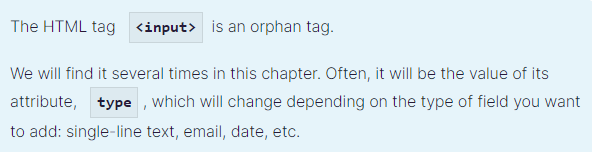 The HTML tag <input> is an orphan tag.
We will find it several times in this chapter. Often, it will be the value of its
attribute, type , which will change depending on the type of field you want
to add: single-line text, email, date, etc.